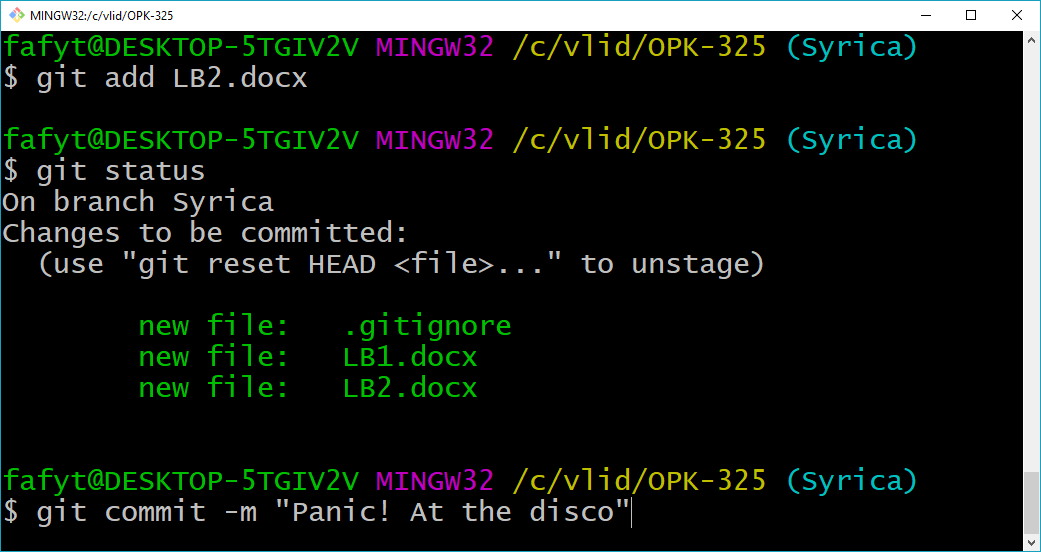 MINGW32:/c/vlid/OPK-325
fafyt@DESKTOP-5TGIV2V MINGW32 /c/vlid/OPK-325 (Syrica)
$ git add LB2.docx
fafyt@DESKTOP-5TGIV2V MINGW32 /c/vlid/OPK-325 (Syrica)
$ git status
On branch Syrica
Changes to be committed:
  (use "git reset HEAD <file>..." to unstage)
        new file:   .gitignore
        new file:   LB1.docx
        new file:   LB2.docx
fafyt@DESKTOP-5TGIV2V MINGW32 /c/vlid/OPK-325 (Syrica)
$ git commit -m "Panic! At the disco"